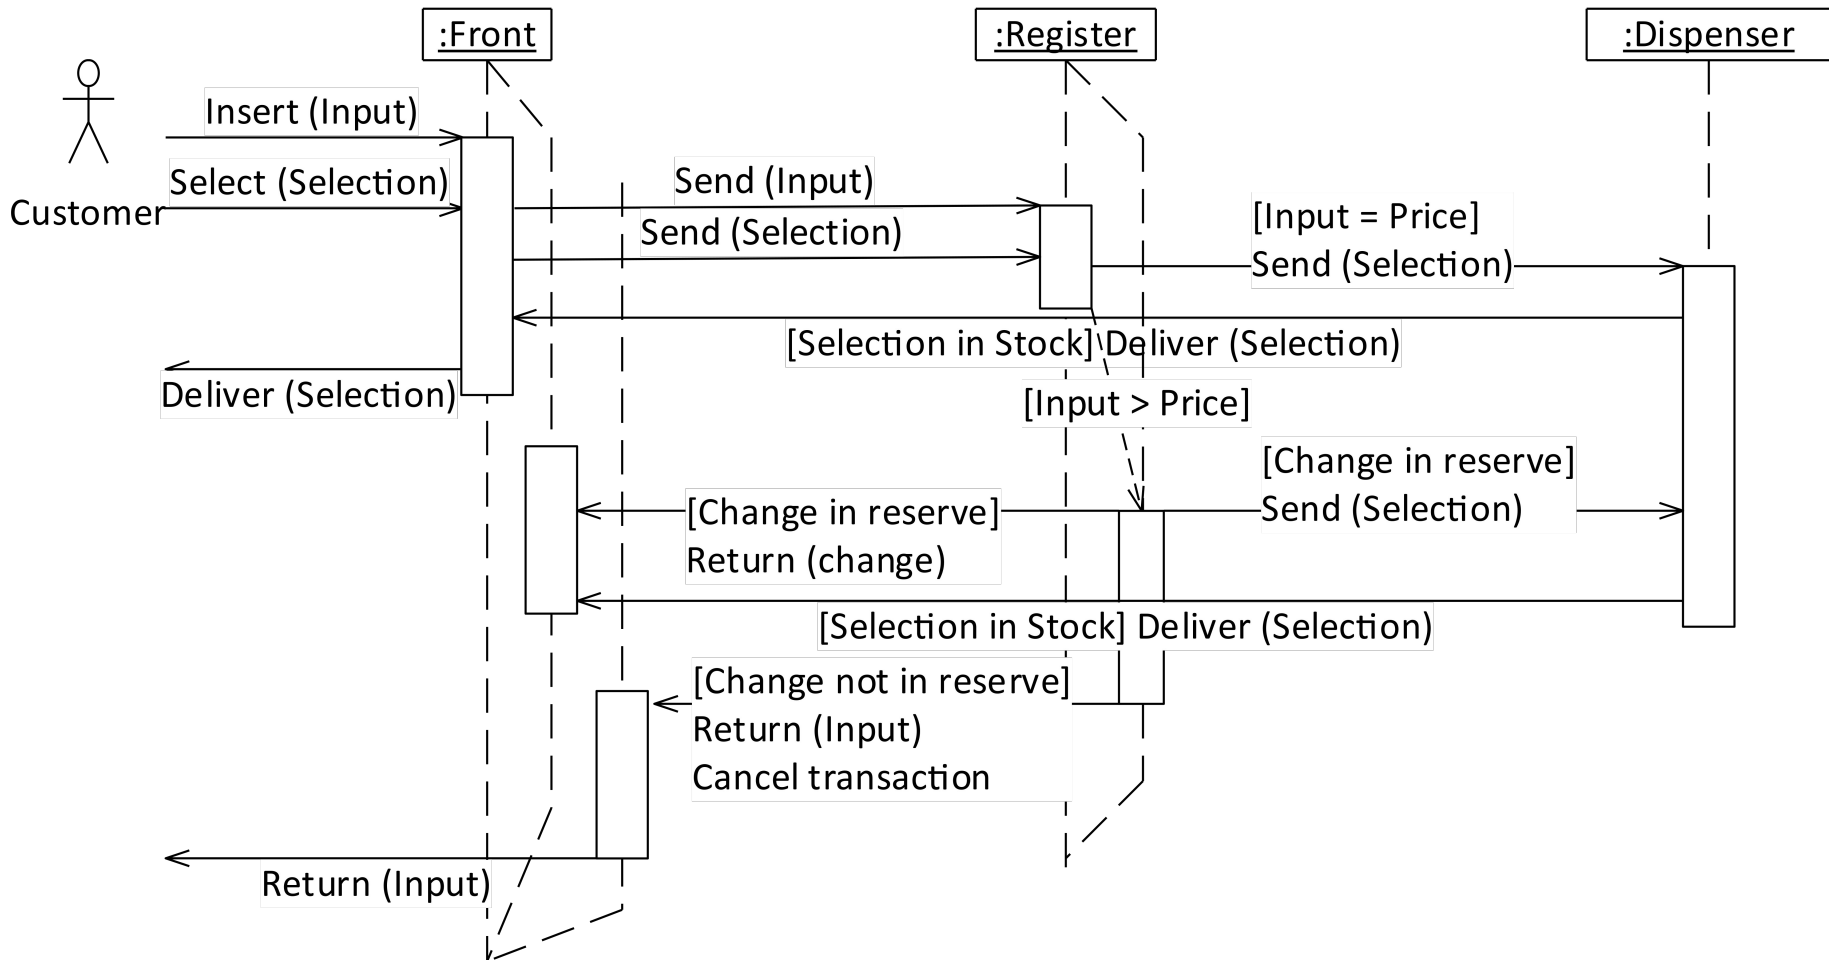 :Front
:Register
:Dispenser
Insert (Input)
Select (Selection)
Customer
Send (Input)
Send (Selection)
[Input = Price]
Send (Selection)
[Selection in Stock] Deliver (Selection)
Deliver (Selection)
[Input > Price]
[Change in reserve]
Send (Selection)
[Change in reserve]
Return (change)
[Selection in Stock] Deliver (Selection)
[Change not in reserve]
Return (Input)
Cancel transaction
Return (Input)